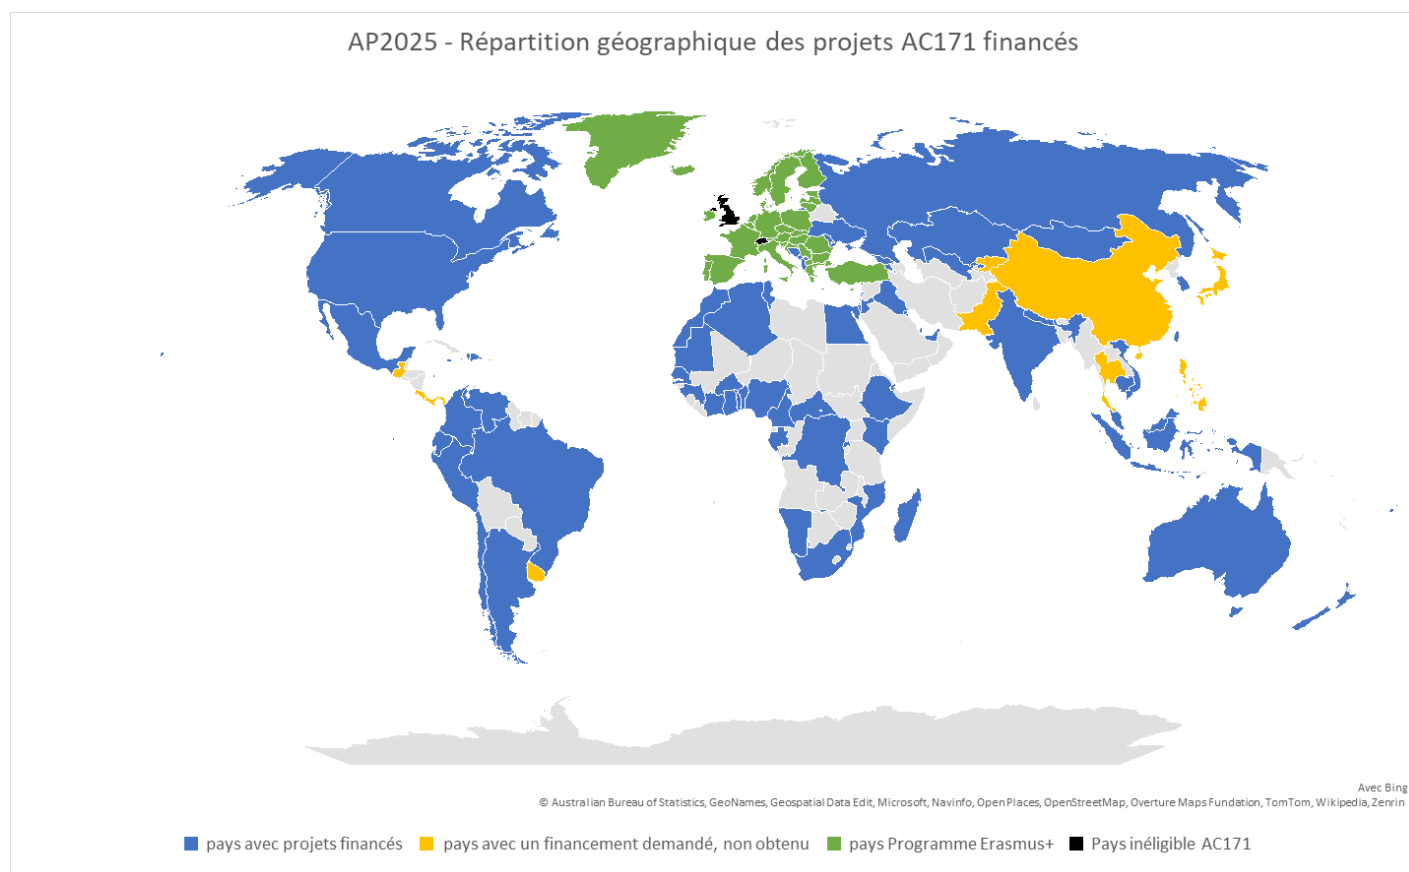 AP2025 - Répartition géographique des projets AC171 financés
Avec Bing
© Australian Bureau of Statistics, GeoNames, Geospatial Data Edit, Microsoft, Navinfo, Open Places, OpenStreetMap, Overture Maps Fundation, TomTom, Wikipedia, Zenrin
pays avec projets financés pays avec un financement demandé, non obtenu pays Programme Erasmus+ Pays inéligible AC171